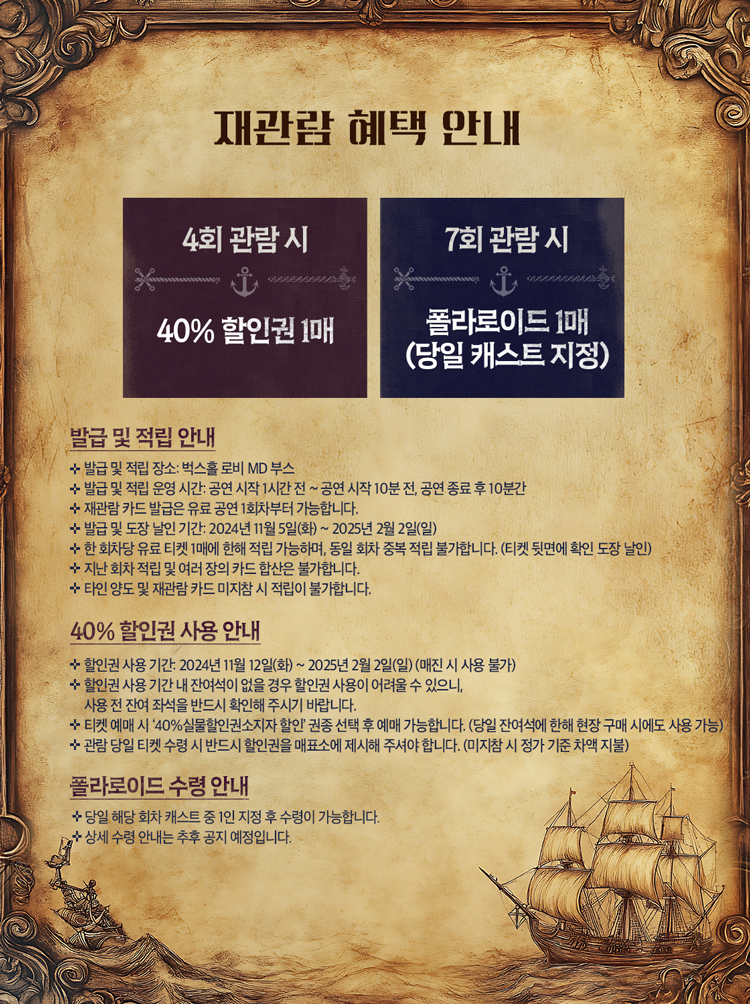 재관람 혜택 안내
4회 관람 시
40% 할인권 1매
7회 관람 시
폴라로이드 1매
(당일 캐스트 지정)
발급 및 적립 안내
발급 및 적립 장소: 벅스홀 로비 MD 부스
발급 및 적립 운영 시간: 공연 시작 1시간 전 ~ 공연 시작 10분 전, 공연 종료 후 10분간
재관람 카드 발급은 유료 공연 1회차부터 가능합니다.
발급 및 도장 날인 기간: 2024년 11월 5일(화) ~ 2025년 2월 2일(일)
한 회차당 유료 티켓 1매에 한해 적립 가능하며, 동일 회차 중복 적립 불가합니다. (티켓 뒷면에 확인 도장 날인)
지난 회차 적립 및 여러 장의 카드 합산은 불가합니다.
타인 양도 및 재관람 카드 미지참 시 적립이 불가합니다.
40% 할인권 사용 안내
할인권 사용 기간: 2024년 11월 12일(화) ~ 2025년 2월 2일(일) (매진 시 사용 불가)
할인권 사용 기간 내 잔여석이 없을 경우 할인권 사용이 어려울 수 있으니,
사용 전 잔여 좌석을 반드시 확인해 주시기 바랍니다.
티켓 예매 시 ‘40%실물할인권소지자 할인’ 권종 선택 후 예매 가능합니다. (당일 잔여석에 한해 현장 구매 시에도 사용 가능)
관람 당일 티켓 수령 시 반드시 할인권을 매표소에 제시해 주셔야 합니다. (미지참 시 정가 기준 차액 지불)
폴라로이드 수령 안내
당일 해당 회차 캐스트 중 1인 지정 후 수령이 가능합니다.
상세 수령 안내는 추후 공지 예정입니다.